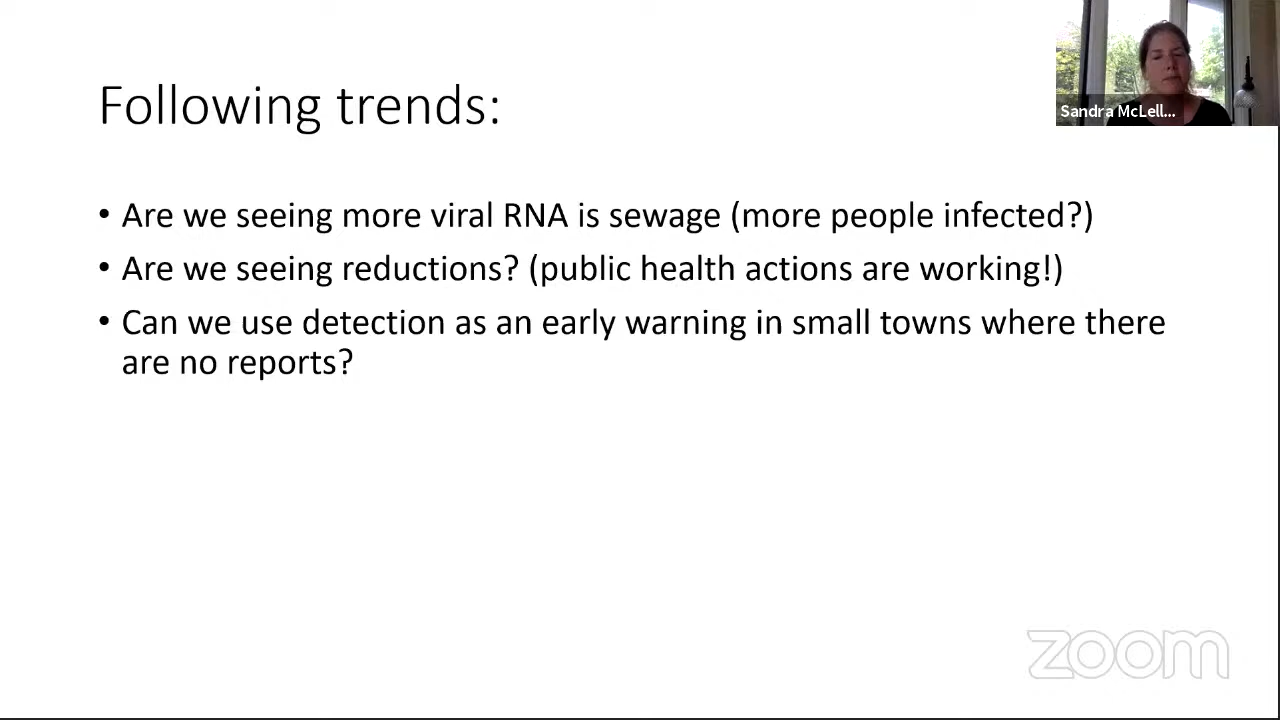 Sandra McLell...
Following trends:
• Are we seeing more viral RNA is sewage (more people infected?)
• Are we seeing reductions? (public health actions are working!)
• Can we use detection as an early warning in small towns where there
are no reports?
zoom